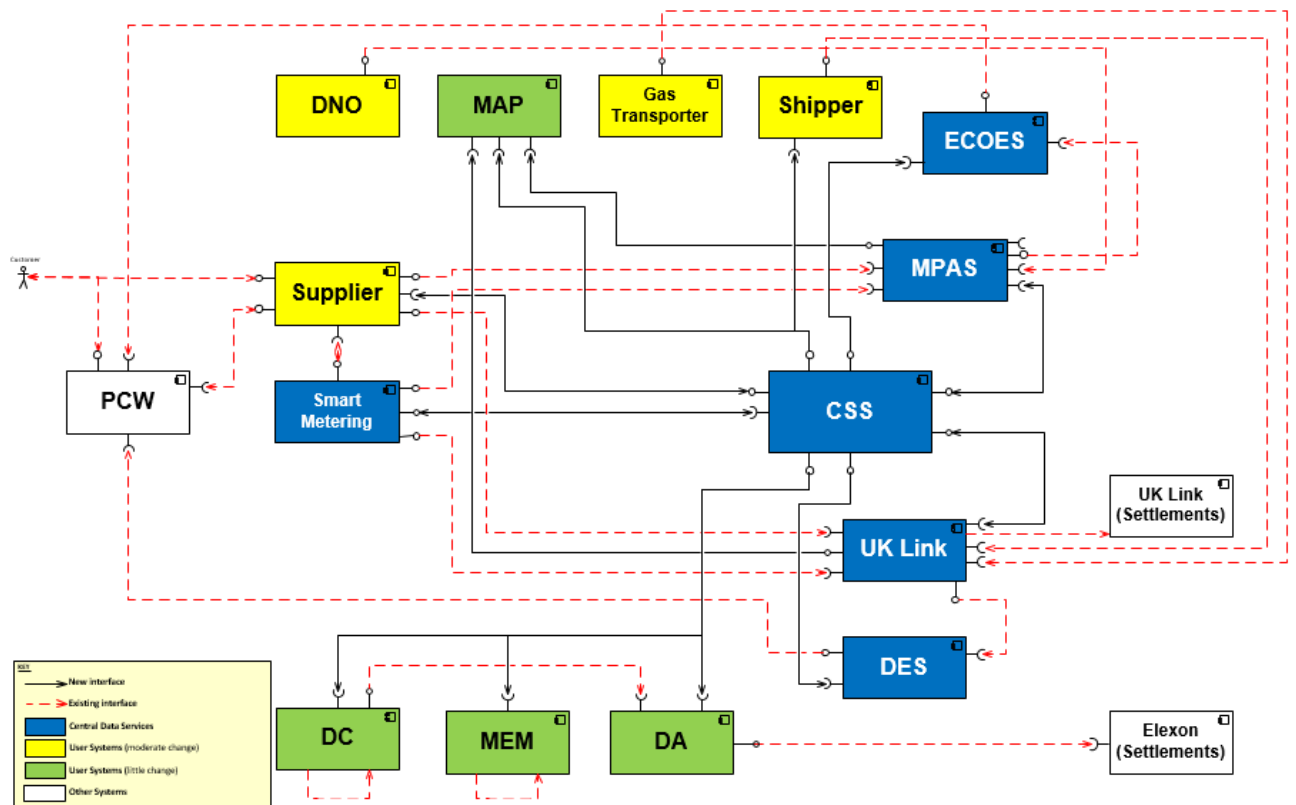 DNO
MAP
Gas
Transporter
Shipper
ECOES
MPAS
Customer
Supplier
PCW
Smart
Metering
CSS
UK Link
(Settlements)
UK Link
DES
KEY
New interface
Existing interface
Central Data Services
User Systems (moderate change)
User Systems (little change)
Other Systems
DC
MEM
DA
Elexon
(Settlements)